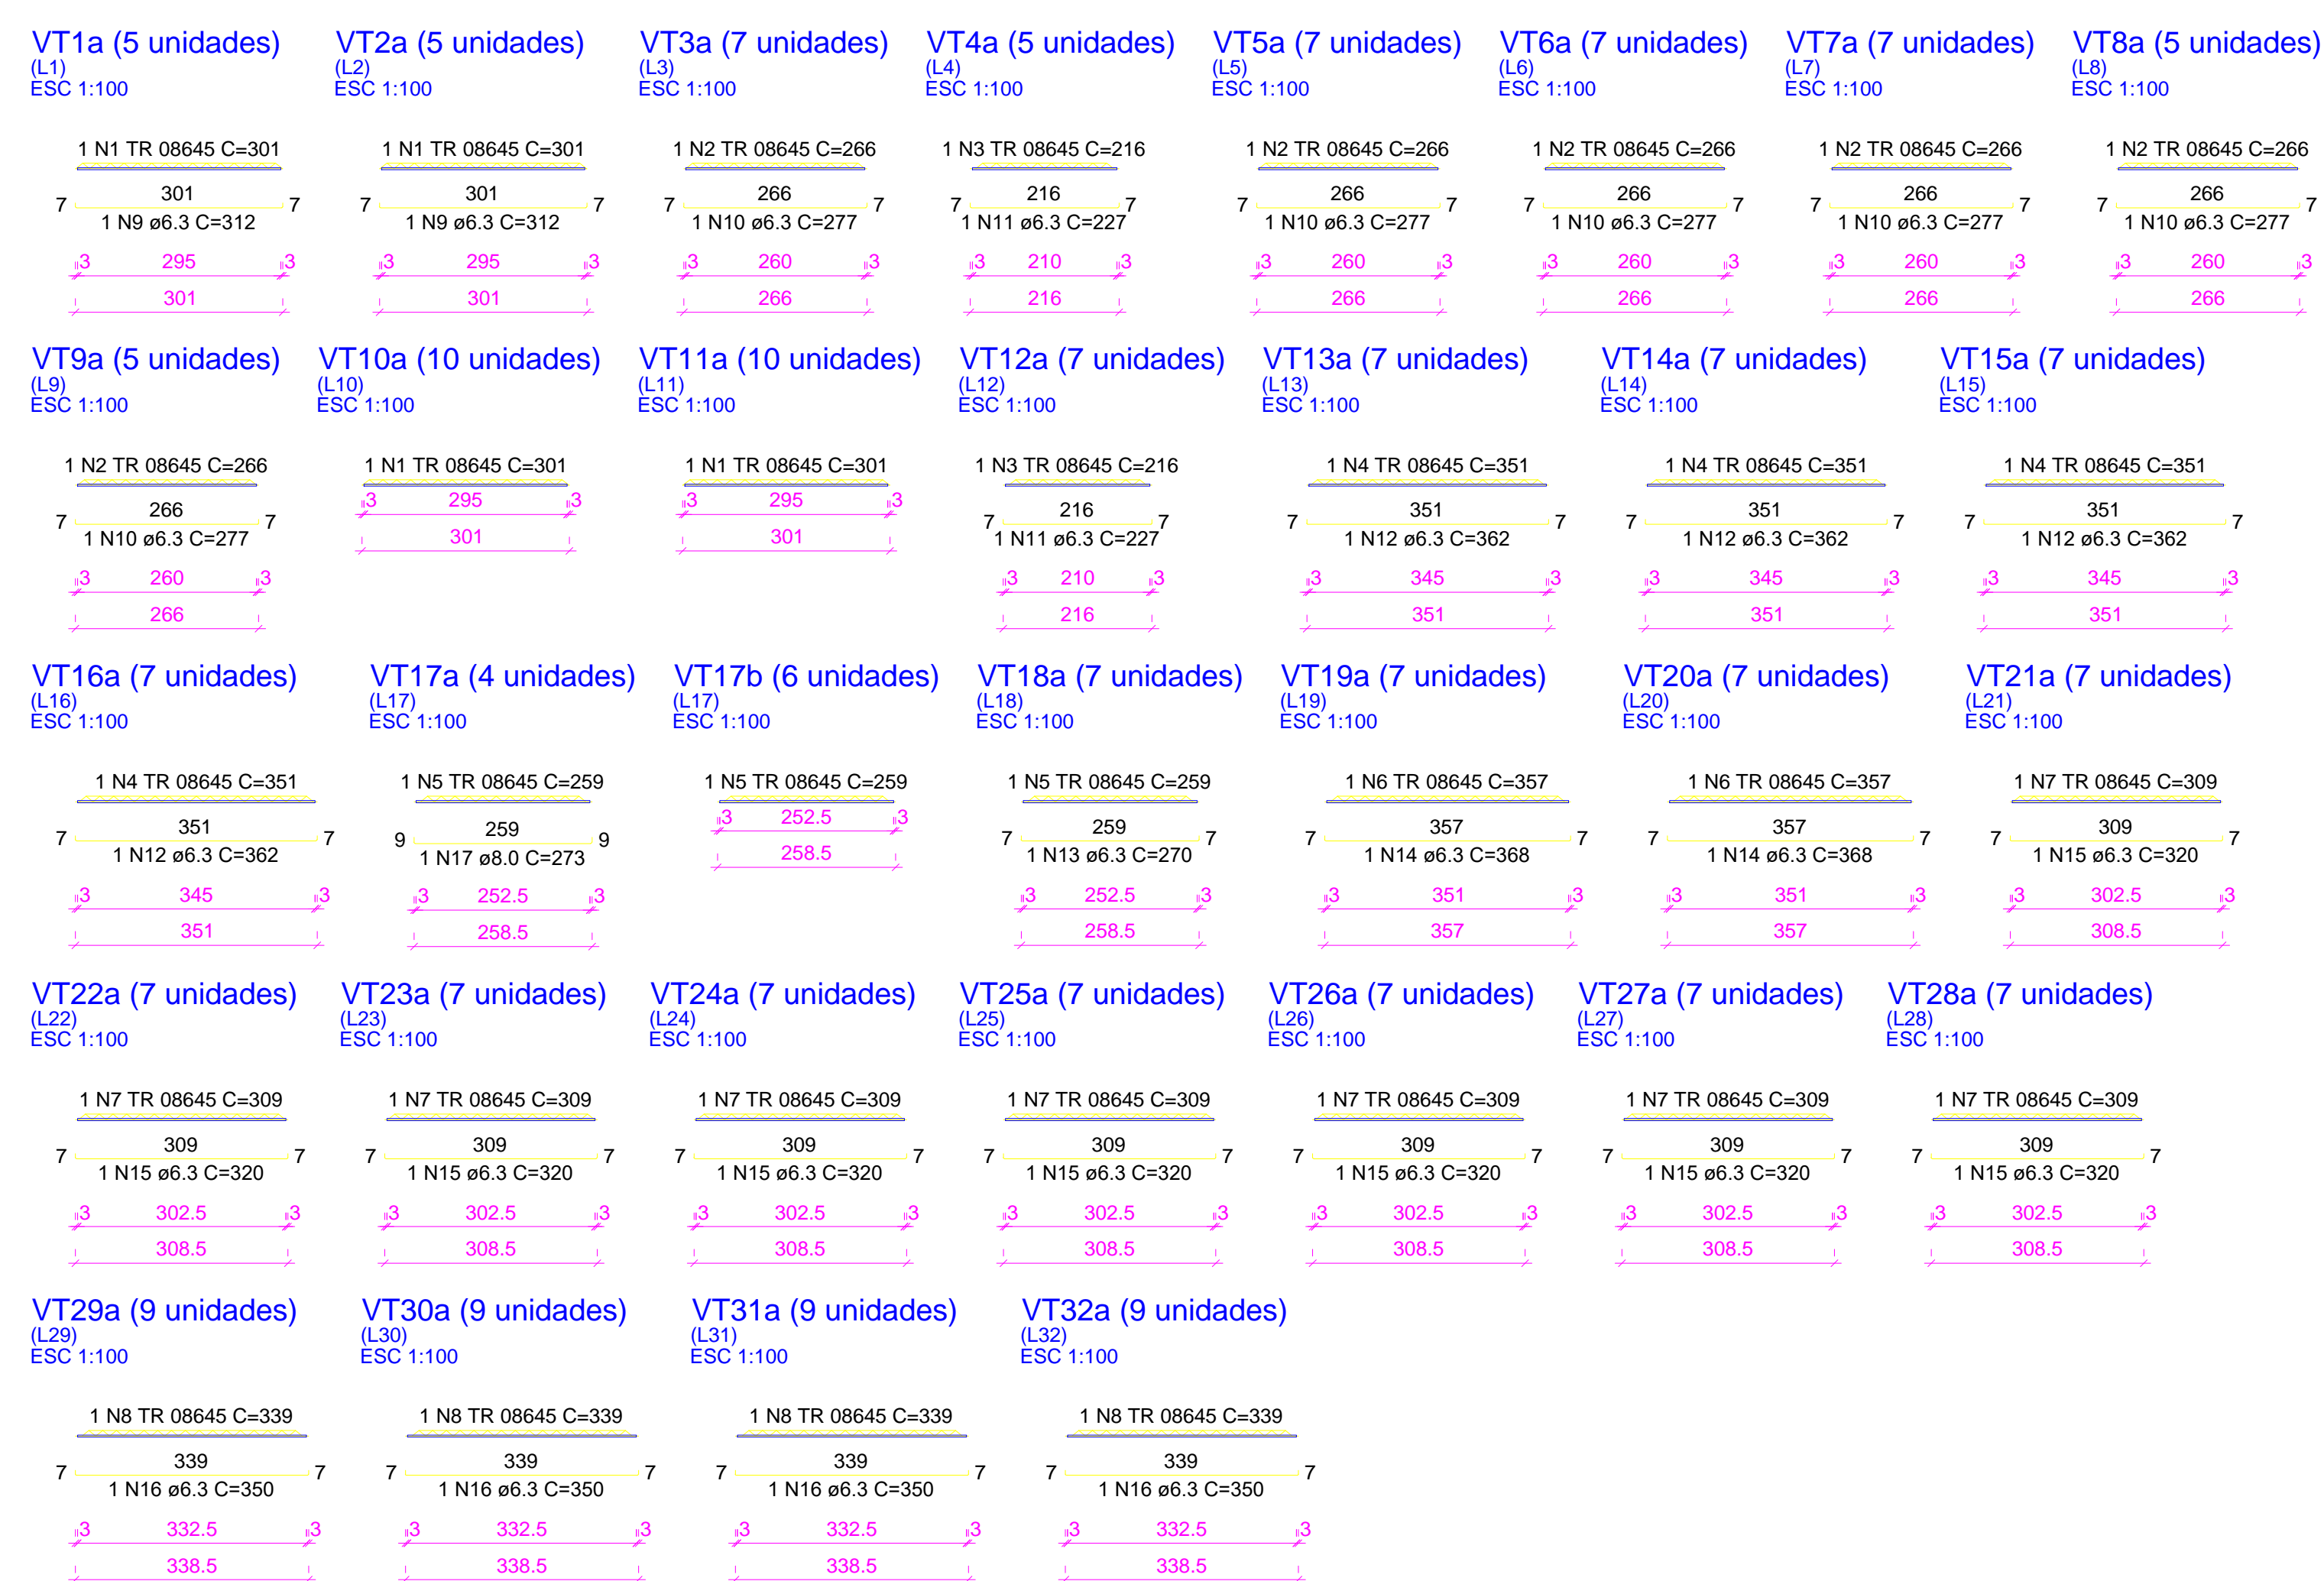 VT1a (5 unidades) VT2a (5 unidades) VT3a (7 unidades) VT4a (5 unidades) VT5a (7 unidades) VT6a (7 unidades) VT7a (7 unidades) VT8a (5 unidades)
(L1) (L2) (L3) (L4) (L5) (L6) (L7) (L8)
ESC 1:100 ESC 1:100 ESC 1:100 ESC 1:100 ESC 1:100 ESC 1:100 ESC 1:100 ESC 1:100
1 N1 TR 08645 C=301 1 N1 TR 08645 C=301 1 N2 TR 08645 C=266 1 N3 TR 08645 C=216 1 N2 TR 08645 C=266 1 N2 TR 08645 C=266 1 N2 TR 08645 C=266 1 N2 TR 08645 C=266
7 301 7 7 301 7 7 266 7 7 216 7 7 266 7 7 266 7 7 266 7 7 266 7
1 N9 ø6.3 C=312 1 N9 ø6.3 C=312 1 N10 ø6.3 C=277 1 N11 ø6.3 C=227 1 N10 ø6.3 C=277 1 N10 ø6.3 C=277 1 N10 ø6.3 C=277 1 N10 ø6.3 C=277
3 295 3 3 295 3 3 260 3 3 210 3 3 260 3 3 260 3 3 260 3 3 260 3
301 301 266 216 266 266 266 266
VT9a (5 unidades) VT10a (10 unidades) VT11a (10 unidades) VT12a (7 unidades) VT13a (7 unidades) VT14a (7 unidades) VT15a (7 unidades)
(L9) (L10) (L11) (L12) (L13) (L14) (L15)
ESC 1:100 ESC 1:100 ESC 1:100 ESC 1:100 ESC 1:100 ESC 1:100 ESC 1:100
1 N2 TR 08645 C=266 1 N1 TR 08645 C=301 1 N1 TR 08645 C=301 1 N3 TR 08645 C=216 1 N4 TR 08645 C=351 1 N4 TR 08645 C=351 1 N4 TR 08645 C=351
7 266 7 3 295 3 3 295 3 7 216 7 7 351 7 7 351 7 7 351 7
1 N10 ø6.3 C=277 301 301 1 N11 ø6.3 C=227 1 N12 ø6.3 C=362 1 N12 ø6.3 C=362 1 N12 ø6.3 C=362
3 260 3 3 210 3 3 345 3 3 345 3 3 345 3
266 216 351 351 351
VT16a (7 unidades) VT17a (4 unidades) VT17b (6 unidades) VT18a (7 unidades) VT19a (7 unidades) VT20a (7 unidades) VT21a (7 unidades)
(L16) (L17) (L17) (L18) (L19) (L20) (L21)
ESC 1:100 ESC 1:100 ESC 1:100 ESC 1:100 ESC 1:100 ESC 1:100 ESC 1:100
1 N4 TR 08645 C=351 1 N5 TR 08645 C=259 1 N5 TR 08645 C=259 1 N5 TR 08645 C=259 1 N6 TR 08645 C=357 1 N6 TR 08645 C=357 1 N7 TR 08645 C=309
7 351 7 9 259 9 3 252.5 3 7 259 7 7 357 7 7 357 7 7 309 7
1 N12 ø6.3 C=362 1 N17 ø8.0 C=273 258.5 1 N13 ø6.3 C=270 1 N14 ø6.3 C=368 1 N14 ø6.3 C=368 1 N15 ø6.3 C=320
3 345 3 3 252.5 3 3 252.5 3 3 351 3 3 351 3 3 302.5 3
351 258.5 258.5 357 357 308.5
VT22a (7 unidades) VT23a (7 unidades) VT24a (7 unidades) VT25a (7 unidades) VT26a (7 unidades) VT27a (7 unidades) VT28a (7 unidades)
(L22) (L23) (L24) (L25) (L26) (L27) (L28)
ESC 1:100 ESC 1:100 ESC 1:100 ESC 1:100 ESC 1:100 ESC 1:100 ESC 1:100
1 N7 TR 08645 C=309 1 N7 TR 08645 C=309 1 N7 TR 08645 C=309 1 N7 TR 08645 C=309 1 N7 TR 08645 C=309 1 N7 TR 08645 C=309 1 N7 TR 08645 C=309
7 309 7 7 309 7 7 309 7 7 309 7 7 309 7 7 309 7 7 309 7
1 N15 ø6.3 C=320 1 N15 ø6.3 C=320 1 N15 ø6.3 C=320 1 N15 ø6.3 C=320 1 N15 ø6.3 C=320 1 N15 ø6.3 C=320 1 N15 ø6.3 C=320
3 302.5 3 3 302.5 3 3 302.5 3 3 302.5 3 3 302.5 3 3 302.5 3 3 302.5 3
308.5 308.5 308.5 308.5 308.5 308.5 308.5
VT29a (9 unidades) VT30a (9 unidades) VT31a (9 unidades) VT32a (9 unidades)
(L29) (L30) (L31) (L32)
ESC 1:100 ESC 1:100 ESC 1:100 ESC 1:100
1 N8 TR 08645 C=339 1 N8 TR 08645 C=339 1 N8 TR 08645 C=339 1 N8 TR 08645 C=339
7 339 7 7 339 7 7 339 7 7 339 7
1 N16 ø6.3 C=350 1 N16 ø6.3 C=350 1 N16 ø6.3 C=350 1 N16 ø6.3 C=350
3 332.5 3 3 332.5 3 3 332.5 3 3 332.5 3
338.5 338.5 338.5 338.5